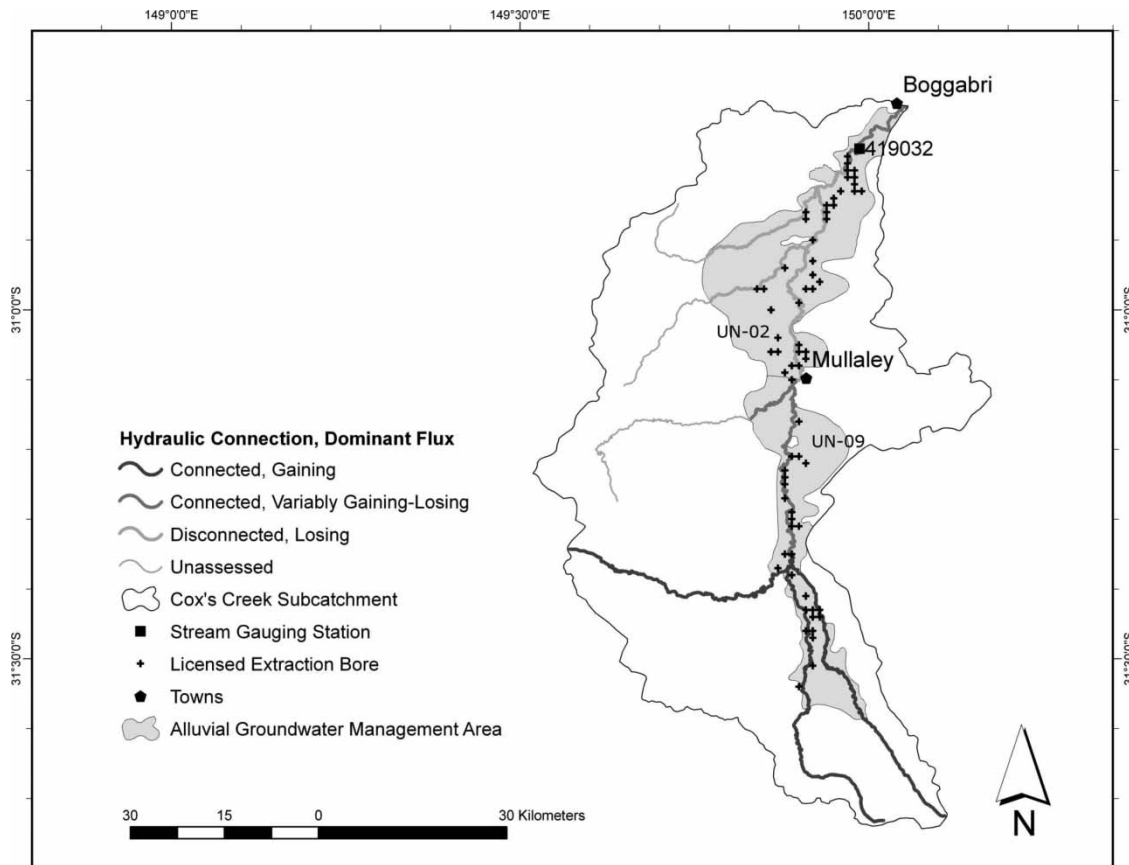 149°0'0"E
149°30'0"E
150°0'0"E
Boggabri
419032
31°0'0"S
31°0'0"S
UN-02
Mullaley
UN-09
Hydraulic Connection, Dominant Flux
Connected, Gaining
Connected, Variably Gaining-Losing
Disconnected, Losing
Unassessed
Cox's Creek Subcatchment
Stream Gauging Station
Licensed Extraction Bore
Towns
Alluvial Groundwater Management Area
31°30'0"S
31°30'0"S
30 15 0 30 Kilometers
N